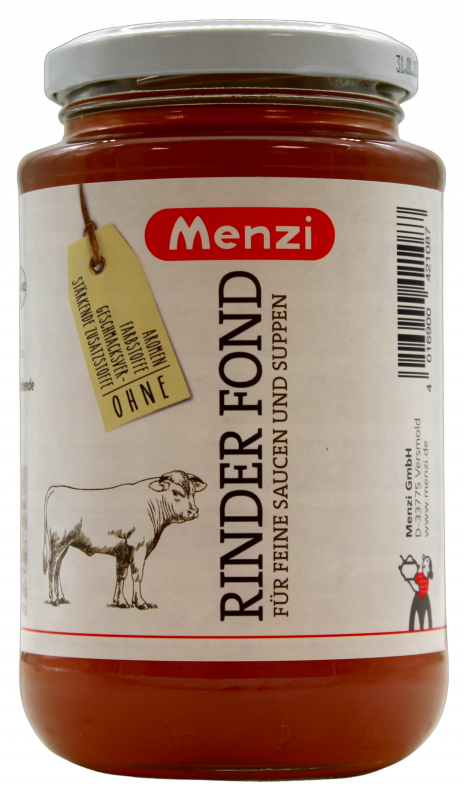 Menzi
OHNE
AROMEN
FARBSTOFFE
GESCHMACKSVER-
STÄRKENDE ZUSATZSTOFFE
RINDER FOND
FÜR FEINE SAUCEN UND SUPPEN
4 016900 421087
Menzi GmbH
D-33775 Versmold
www.menzi.de